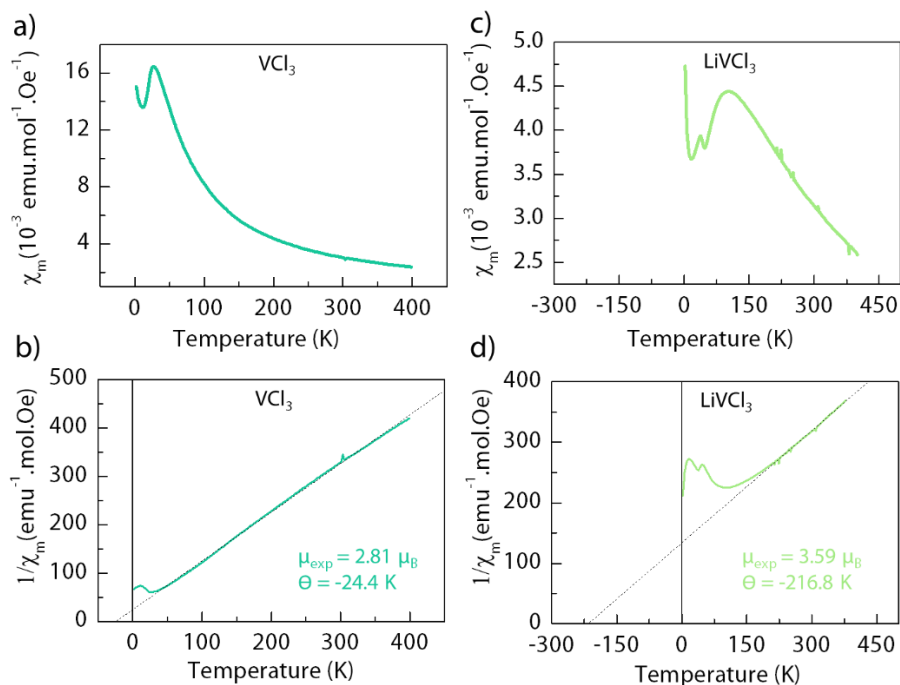 a)
VCl₃
χₘ(10⁻³ emu.mol⁻¹.Oe⁻¹)
16
12
8
4
0 100 200 300 400
Temperature (K)
c)
LiVCl₃
χₘ(10⁻³ emu.mol⁻¹.Oe⁻¹)
5.0
4.5
4.0
3.5
3.0
2.5
-300 -150 0 150 300 450
Temperature (K)
b)
VCl₃
1/χₘ(emu⁻¹.mol.Oe)
500
400
300
200
100
0
μexp = 2.81 μB
Θ = -24.4 K
0 100 200 300 400
Temperature (K)
d)
LiVCl₃
1/χₘ(emu⁻¹.mol.Oe)
400
300
200
100
0
μexp = 3.59 μB
Θ = -216.8 K
-300 -150 0 150 300 450
Temperature (K)